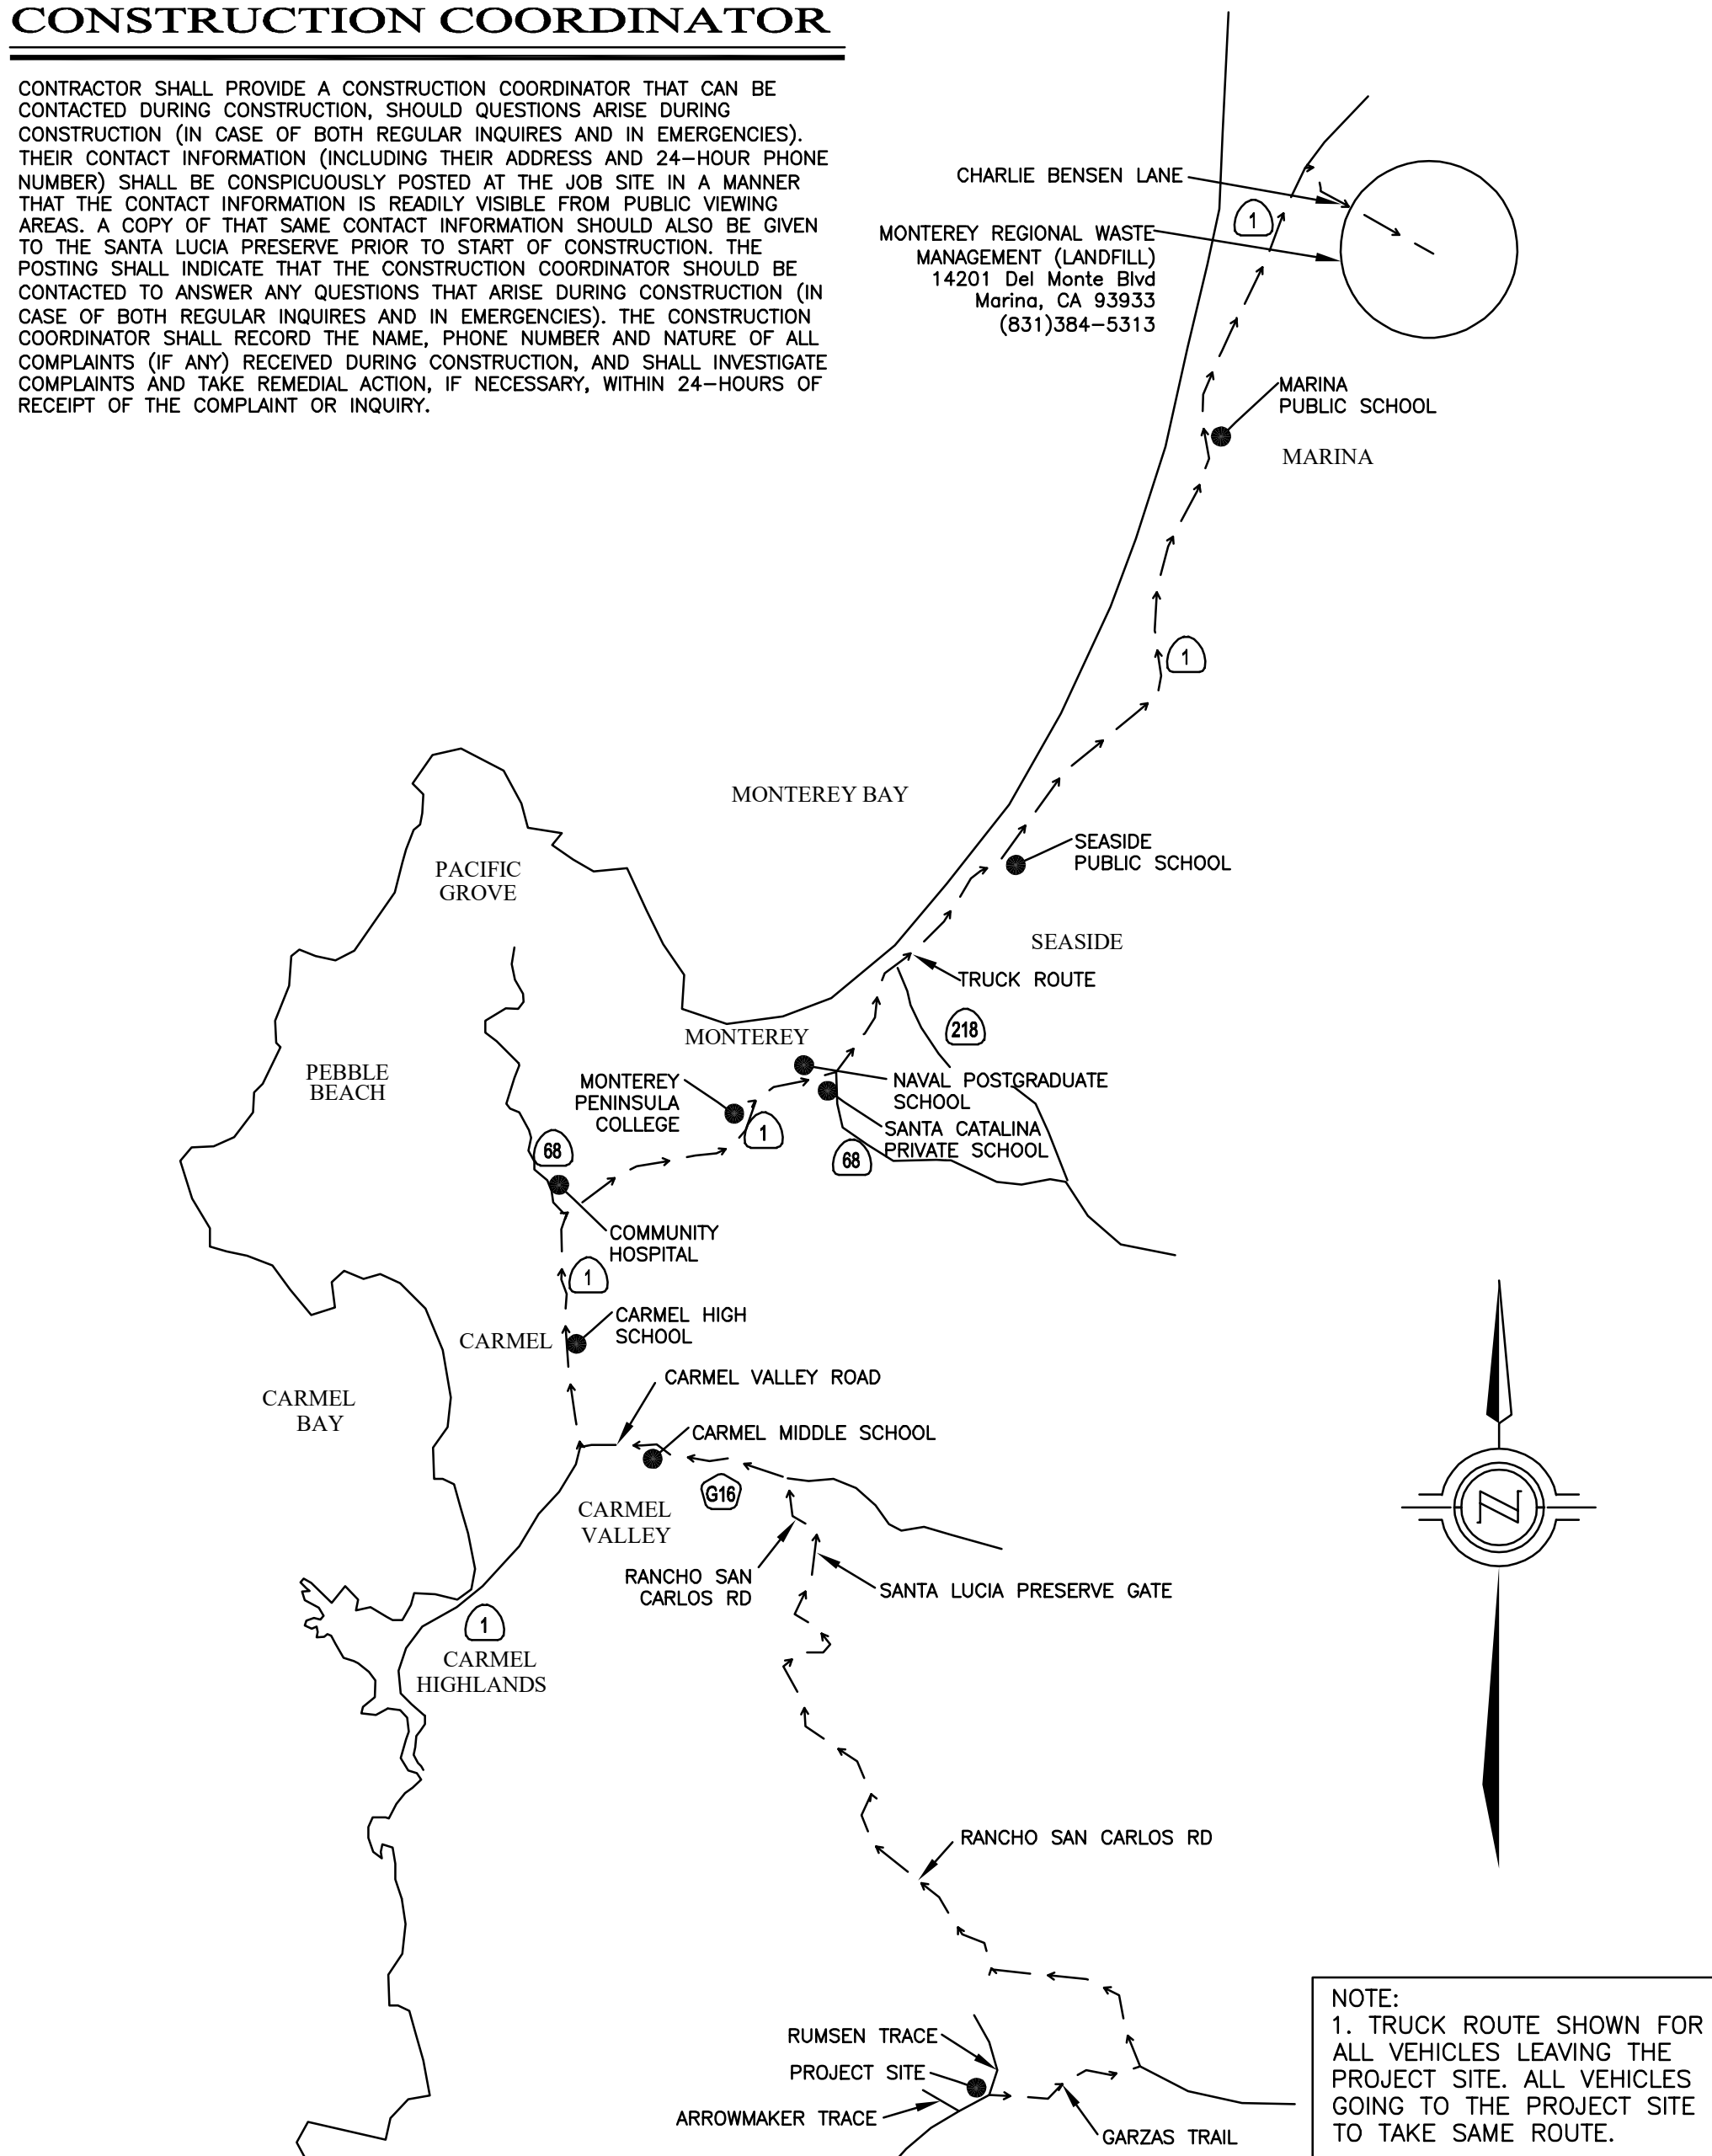 CONSTRUCTION COORDINATOR
CONTRACTOR SHALL PROVIDE A CONSTRUCTION COORDINATOR THAT CAN BE
CONTACTED DURING CONSTRUCTION, SHOULD QUESTIONS ARISE DURING
CONSTRUCTION (IN CASE OF BOTH REGULAR INQUIRES AND IN EMERGENCIES).
THEIR CONTACT INFORMATION (INCLUDING THEIR ADDRESS AND 24-HOUR PHONE
NUMBER) SHALL BE CONSPICUOUSLY POSTED AT THE JOB SITE IN A MANNER
THAT THE CONTACT INFORMATION IS READILY VISIBLE FROM PUBLIC VIEWING
AREAS. A COPY OF THAT SAME CONTACT INFORMATION SHOULD ALSO BE GIVEN
TO THE SANTA LUCIA PRESERVE PRIOR TO START OF CONSTRUCTION. THE
POSTING SHALL INDICATE THAT THE CONSTRUCTION COORDINATOR SHOULD BE
CONTACTED TO ANSWER ANY QUESTIONS THAT ARISE DURING CONSTRUCTION (IN
CASE OF BOTH REGULAR INQUIRES AND IN EMERGENCIES). THE CONSTRUCTION
COORDINATOR SHALL RECORD THE NAME, PHONE NUMBER AND NATURE OF ALL
COMPLAINTS (IF ANY) RECEIVED DURING CONSTRUCTION, AND SHALL INVESTIGATE
COMPLAINTS AND TAKE REMEDIAL ACTION, IF NECESSARY, WITHIN 24-HOURS OF
RECEIPT OF THE COMPLAINT OR INQUIRY.
CHARLIE BENSEN LANE
1
MONTEREY REGIONAL WASTE
MANAGEMENT (LANDFILL)
14201 Del Monte Blvd
Marina, CA 93933
(831)384-5313
MARINA
PUBLIC SCHOOL
MARINA
1
MONTEREY BAY
SEASIDE
PUBLIC SCHOOL
PACIFIC
GROVE
SEASIDE
TRUCK ROUTE
218
MONTEREY
PEBBLE
BEACH
MONTEREY
PENINSULA
COLLEGE
NAVAL POSTGRADUATE
SCHOOL
1
SANTA CATALINA
PRIVATE SCHOOL
68
68
COMMUNITY
HOSPITAL
1
CARMEL HIGH
SCHOOL
CARMEL
CARMEL VALLEY ROAD
CARMEL
BAY
CARMEL MIDDLE SCHOOL
G16
CARMEL
VALLEY
RANCHO SAN
CARLOS RD
SANTA LUCIA PRESERVE GATE
1
CARMEL
HIGHLANDS
N
RANCHO SAN CARLOS RD
RUMSEN TRACE
PROJECT SITE
ARROWMAKER TRACE
GARZAS TRAIL
NOTE:
1. TRUCK ROUTE SHOWN FOR
ALL VEHICLES LEAVING THE
PROJECT SITE. ALL VEHICLES
GOING TO THE PROJECT SITE
TO TAKE SAME ROUTE.